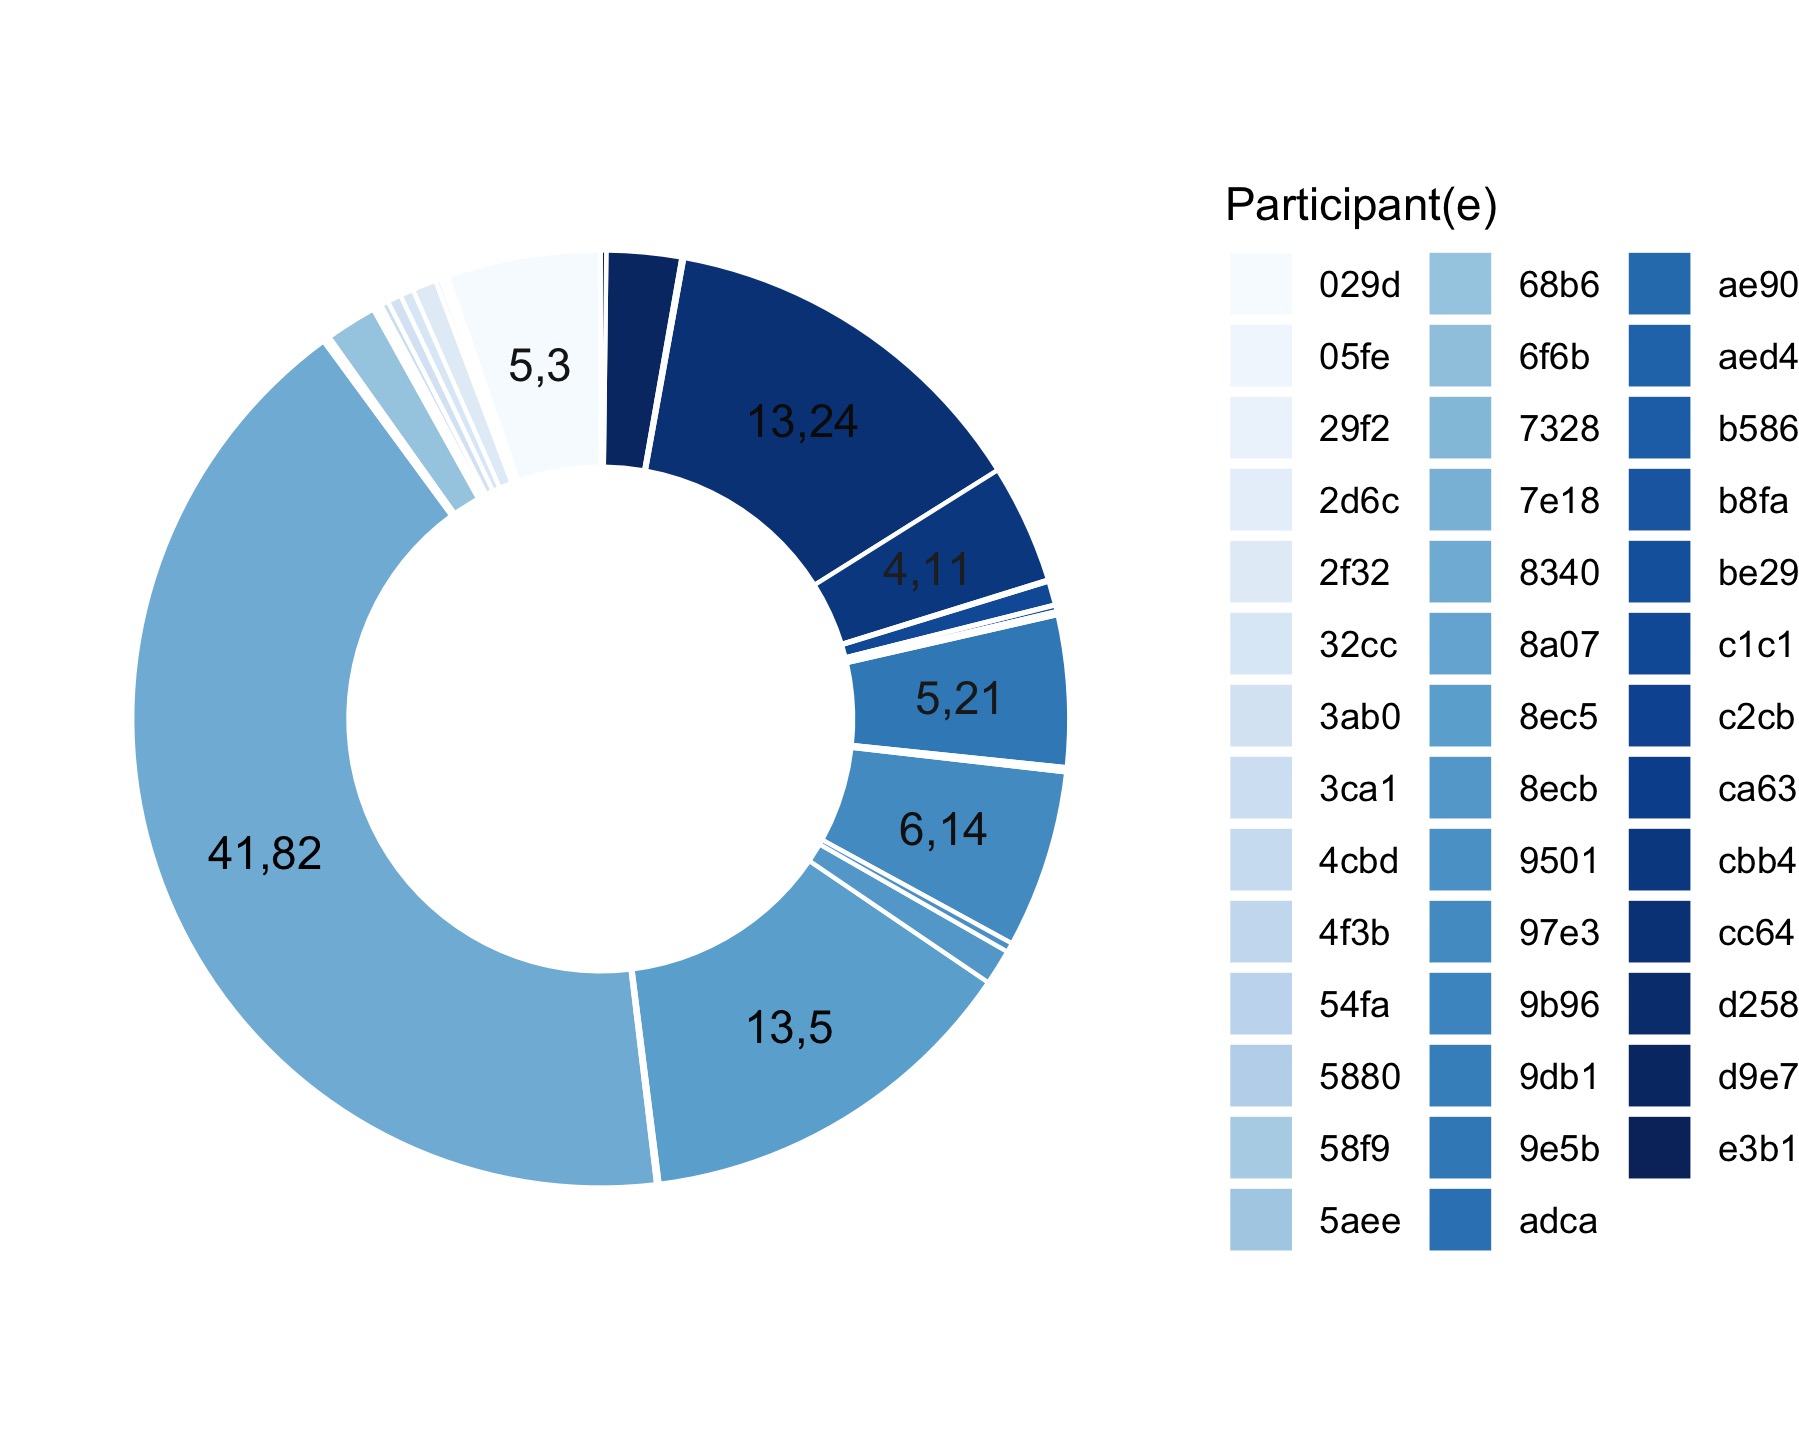 5,3
13,24
4,11
5,21
6,14
13,5
41,82
Participant(e)
029d
05fe
29f2
2d6c
2f32
32cc
3ab0
3ca1
4cbd
4f3b
54fa
5880
58f9
5aee
68b6
6f6b
7328
7e18
8340
8a07
8ec5
8ecb
9501
97e3
9b96
9db1
9e5b
adca
ae90
aed4
b586
b8fa
be29
c1c1
c2cb
ca63
cbb4
cc64
d258
d9e7
e3b1